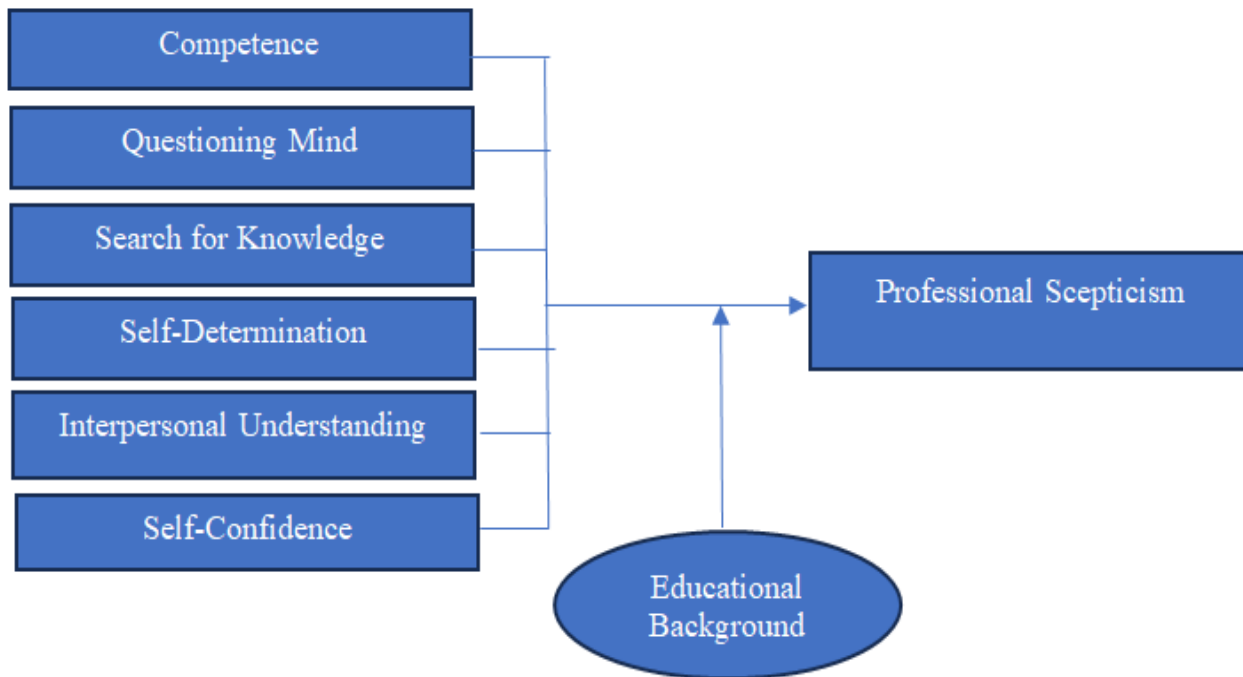 Competence
Questioning Mind
Search for Knowledge
Self-Determination
Interpersonal Understanding
Self-Confidence
Professional Scepticism
Educational
Background